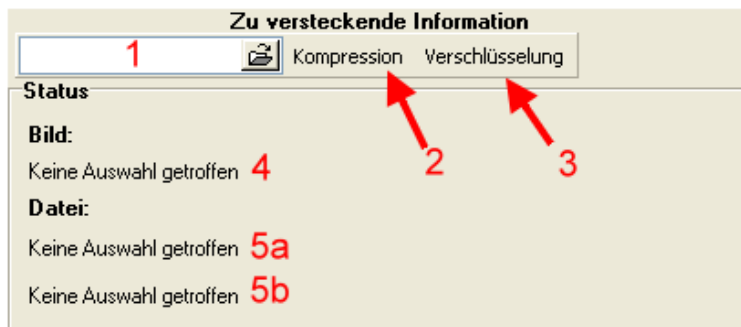 Zu versteckende Information
1 Kompression Verschlüsselung
Status
Bild:
2 3
Keine Auswahl getroffen 4
Datei:
Keine Auswahl getroffen 5a
Keine Auswahl getroffen 5b